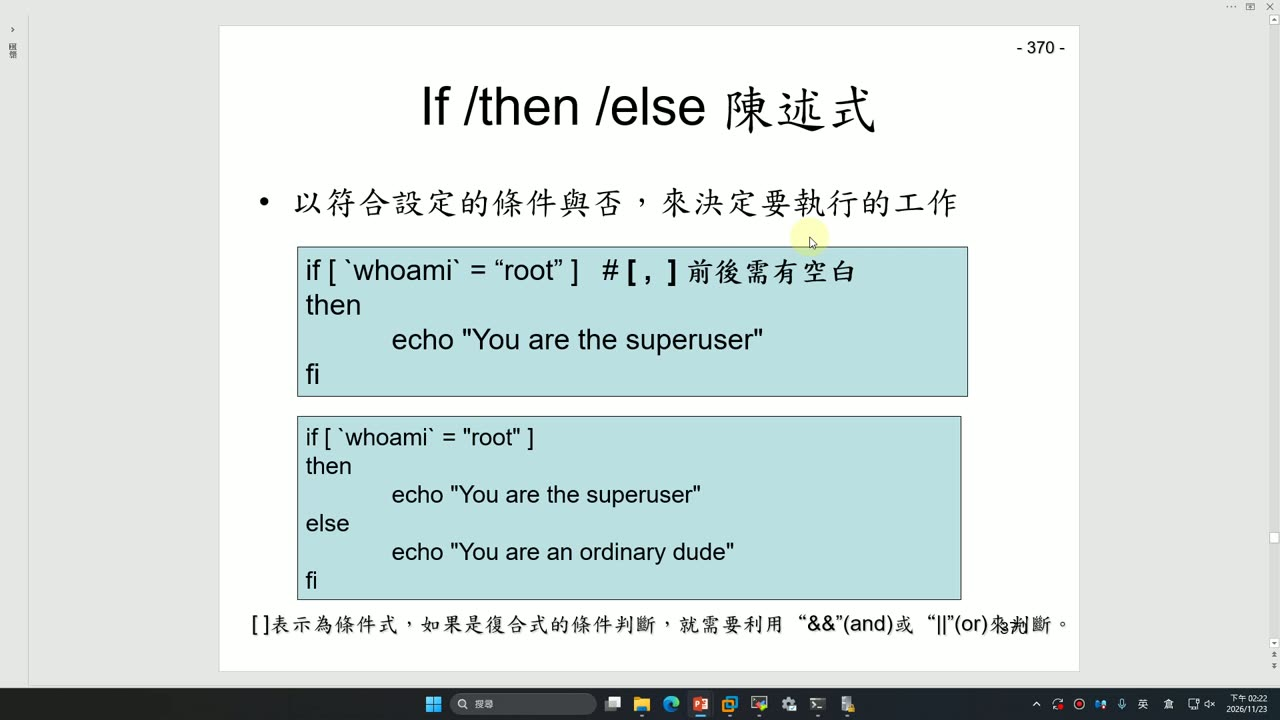 - 370 -
If /then /else 陳述式
• 以符合設定的條件與否，來決定要執行的工作
if [ `whoami` = “root” ] # [ , ] 前後需有空白
then
echo "You are the superuser"
fi
if [ `whoami` = "root" ]
then
echo "You are the superuser"
else
echo "You are an ordinary dude"
fi
[ ]表示為條件式，如果是復合式的條件判斷，就需要利用“&&”(and)或“||”(or)來判斷。
370
搜尋
英
下午 02:22
2026/11/23